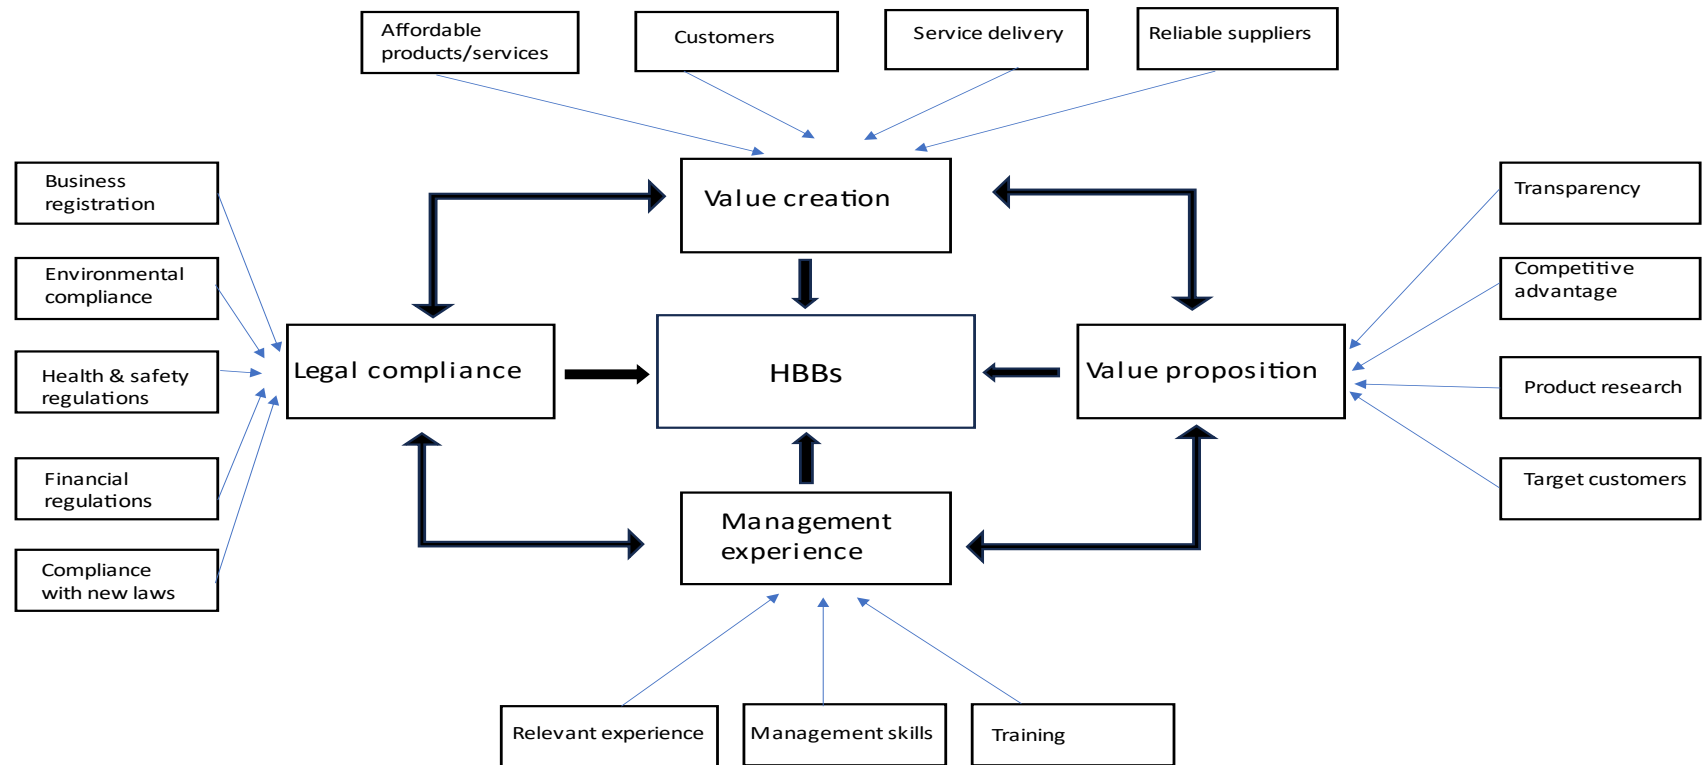 Affordable
products/services
Customers
Service delivery
Reliable suppliers
Business
registration
Environmental
compliance
Health & safety
regulations
Financial
regulations
Compliance
with new laws
Value creation
Legal compliance
HBBs
Value proposition
Management
experience
Transparency
Competitive
advantage
Product research
Target customers
Relevant experience
Management skills
Training